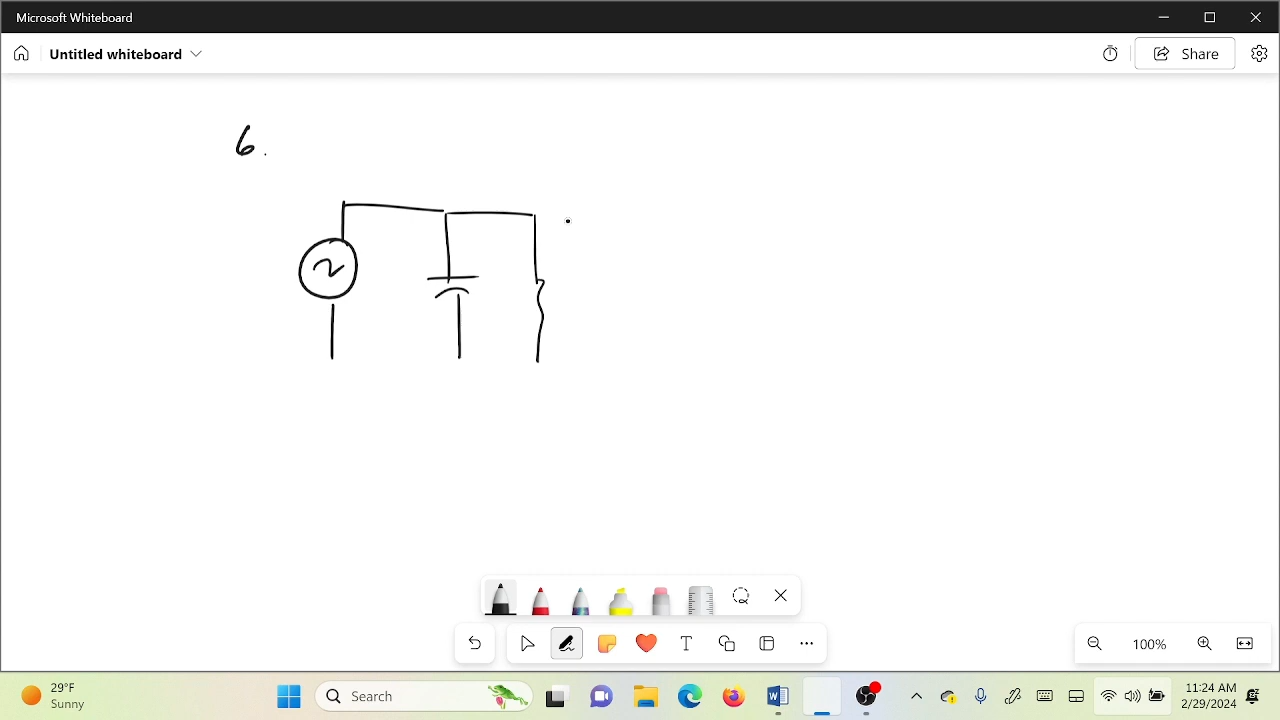 Microsoft Whiteboard
Untitled whiteboard
Share
6.
T
100%
29°F
Sunny
Search
11:24 AM
2/29/2024